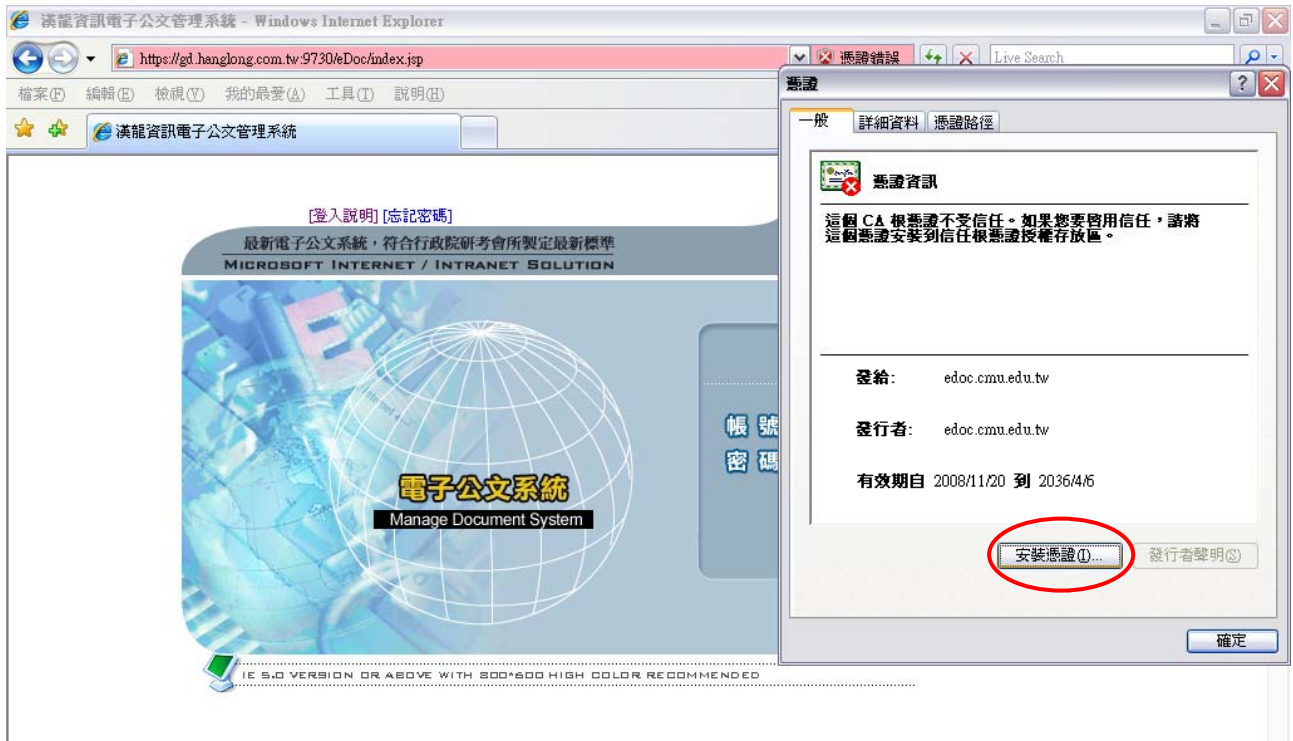 漢龍資訊電子公文管理系統 - Windows Internet Explorer
https://gd.hanglong.com.tw:9730/eDoc/index.jsp
憑證錯誤
Live Search
檔案(F) 編輯(E) 檢視(V) 我的最愛(A) 工具(T) 說明(H)
漢龍資訊電子公文管理系統
[登入說明] [忘記密碼]
最新電子公文系統，符合行政院研考會所製定最新標準
MICROSOFT INTERNET / INTRANET SOLUTION
帳 號
密 碼
電子公文系統
Manage Document System
IE 5.0 VERSION OR ABOVE WITH 800*600 HIGH COLOR RECOMMENDED
憑證
一般 詳細資料 憑證路徑
憑證資訊
這個 CA 根憑證不受信任。如果您要啓用信任，請將
這個憑證安裝到信任根憑證授權存放區。
發給: edoc.cmu.edu.tw
發行者: edoc.cmu.edu.tw
有效期自 2008/11/20 到 2036/4/6
安裝憑證(I)... 發行者聲明(S)
確定